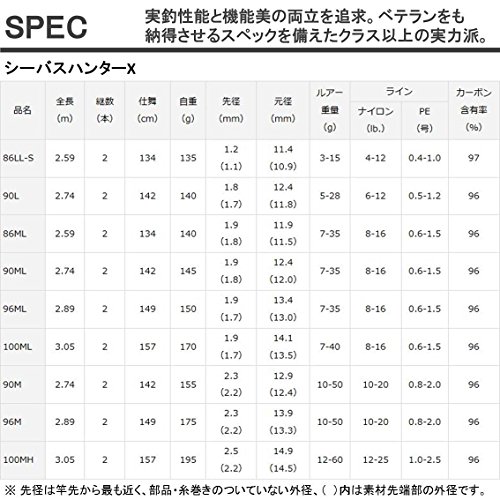 SPEC
実釣性能と機能美の両立を追求。ベテランをも
納得させるスペックを備えたクラス以上の実力派。
シーバスハンターX
品名 全長(m) 継数(本) 仕舞(cm) 自重(g) 先径(mm) 元径(mm) ルアー重量(g) ライン ナイロン(lb.) PE(号) カーボン含有率(%)
86LL-S 2.59 2 134 135 1.2(1.1) 11.4(10.9) 3-15 4-12 0.4-1.0 97
90L 2.74 2 142 140 1.8(1.7) 12.4(11.8) 5-28 6-12 0.5-1.2 96
86ML 2.59 2 134 140 1.9(1.8) 11.9(11.5) 7-35 8-16 0.6-1.5 96
90ML 2.74 2 142 145 1.9(1.8) 12.4(12.0) 7-35 8-16 0.6-1.5 96
96ML 2.89 2 149 150 1.9(1.7) 13.4(13.0) 7-35 8-16 0.6-1.5 96
100ML 3.05 2 157 170 1.9(1.7) 14.1(13.5) 7-40 8-16 0.6-1.5 96
90M 2.74 2 142 155 2.3(2.2) 12.9(12.4) 10-50 10-20 0.8-2.0 96
96M 2.89 2 149 175 2.3(2.2) 13.9(13.3) 10-50 10-20 0.8-2.0 96
100MH 3.05 2 157 195 2.5(2.2) 14.9(14.5) 12-60 12-25 1.0-2.5 96
※ 先径は竿先から最も近く、部品・糸巻きのついていない外径、( )内は素材先端部の外径です。